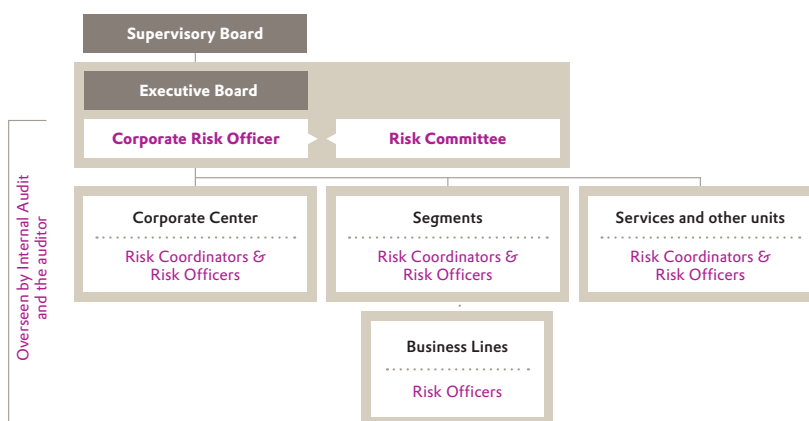 Supervisory Board
Executive Board
Corporate Risk Officer
Risk Committee
Overseen by Internal Audit
and the auditor
Corporate Center
Risk Coordinators &
Risk Officers
Segments
Risk Coordinators &
Risk Officers
Services and other units
Risk Coordinators &
Risk Officers
Business Lines
Risk Officers